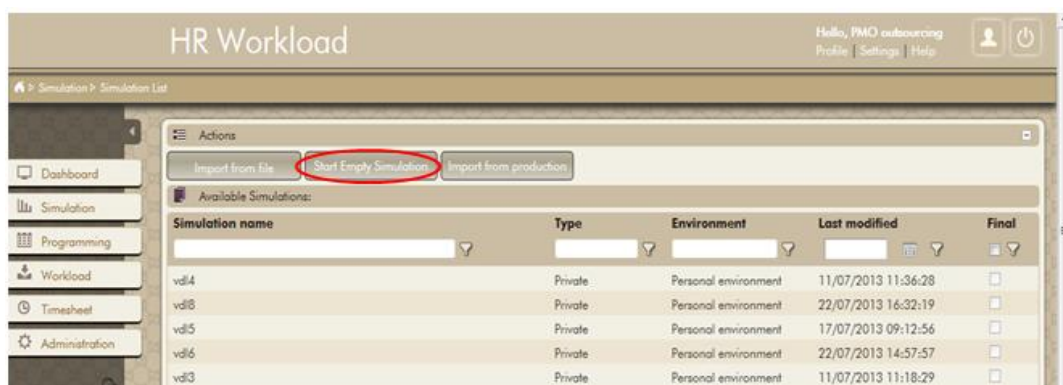 HR Workload
Hello, PMO outsourcing
Profile | Settings | Help
> Simulation > Simulation List
Actions
Import from file Start Empty Simulation Import from production
Available Simulations:
Simulation name Type Environment Last modified Final
vdl4 Private Personal environment 11/07/2013 11:36:28
vdl8 Private Personal environment 22/07/2013 16:32:19
vdl5 Private Personal environment 17/07/2013 09:12:56
vdl6 Private Personal environment 22/07/2013 14:57:57
vdl3 Private Personal environment 11/07/2013 11:18:29
Dashboard
Simulation
Programming
Workload
Timesheet
Administration